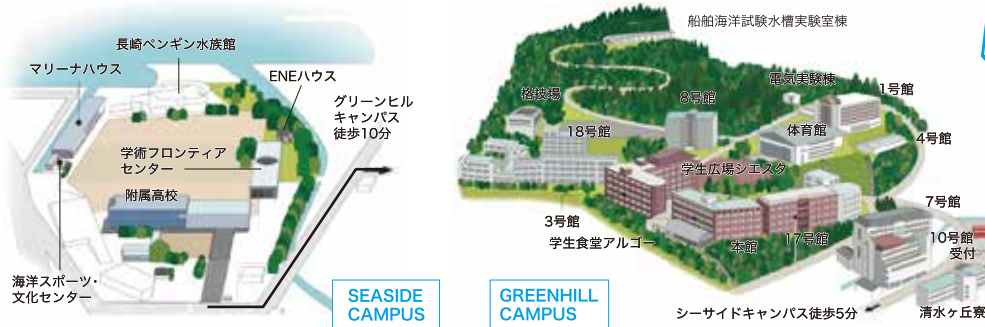 長崎ペンギン水族館
マリーナハウス
ENEハウス
グリーンヒル
キャンパス
徒歩10分
学術フロンティア
センター
附属高校
海洋スポーツ・
文化センター
SEASIDE
CAMPUS
船舶海洋試験水槽実験室棟
電気実験棟
格技場
8号館
1号館
18号館
体育館
4号館
学生広場シエスタ
3号館
学生食堂アルゴー
本館
17号館
7号館
10号館
受付
GREENHILL
CAMPUS
シーサイドキャンパス徒歩5分
清水ヶ丘寮